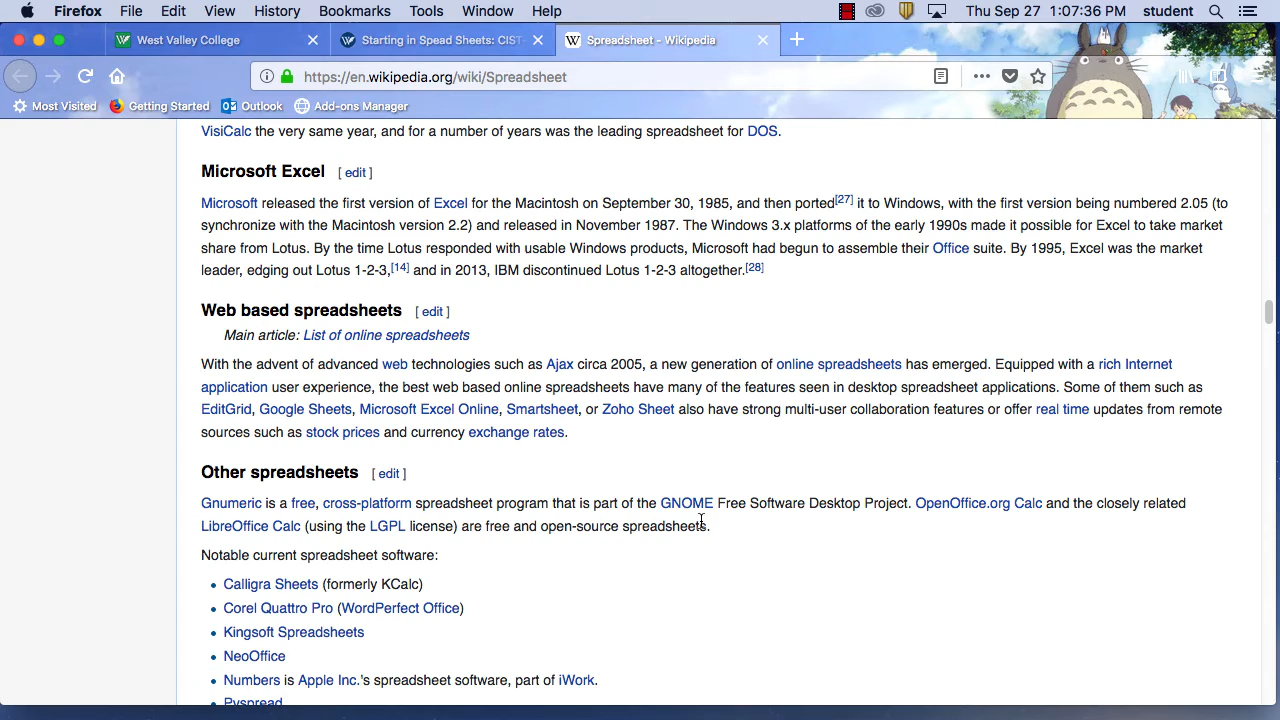 Firefox File Edit View History Bookmarks Tools Window Help Thu Sep 27 1:07:36 PM student
West Valley College Starting in Spead Sheets: CIST- Spreadsheet - Wikipedia
https://en.wikipedia.org/wiki/Spreadsheet
Most Visited Getting Started Outlook Add-ons Manager
VisiCalc the very same year, and for a number of years was the leading spreadsheet for DOS.
Microsoft Excel [ edit ]
Microsoft released the first version of Excel for the Macintosh on September 30, 1985, and then ported[27] it to Windows, with the first version being numbered 2.05 (to
synchronize with the Macintosh version 2.2) and released in November 1987. The Windows 3.x platforms of the early 1990s made it possible for Excel to take market
share from Lotus. By the time Lotus responded with usable Windows products, Microsoft had begun to assemble their Office suite. By 1995, Excel was the market
leader, edging out Lotus 1-2-3,[14] and in 2013, IBM discontinued Lotus 1-2-3 altogether.[28]
Web based spreadsheets [ edit ]
Main article: List of online spreadsheets
With the advent of advanced web technologies such as Ajax circa 2005, a new generation of online spreadsheets has emerged. Equipped with a rich Internet
application user experience, the best web based online spreadsheets have many of the features seen in desktop spreadsheet applications. Some of them such as
EditGrid, Google Sheets, Microsoft Excel Online, Smartsheet, or Zoho Sheet also have strong multi-user collaboration features or offer real time updates from remote
sources such as stock prices and currency exchange rates.
Other spreadsheets [ edit ]
Gnumeric is a free, cross-platform spreadsheet program that is part of the GNOME Free Software Desktop Project. OpenOffice.org Calc and the closely related
LibreOffice Calc (using the LGPL license) are free and open-source spreadsheets.
Notable current spreadsheet software:
• Calligra Sheets (formerly KCalc)
• Corel Quattro Pro (WordPerfect Office)
• Kingsoft Spreadsheets
• NeoOffice
• Numbers is Apple Inc.'s spreadsheet software, part of iWork.
• Pyspread